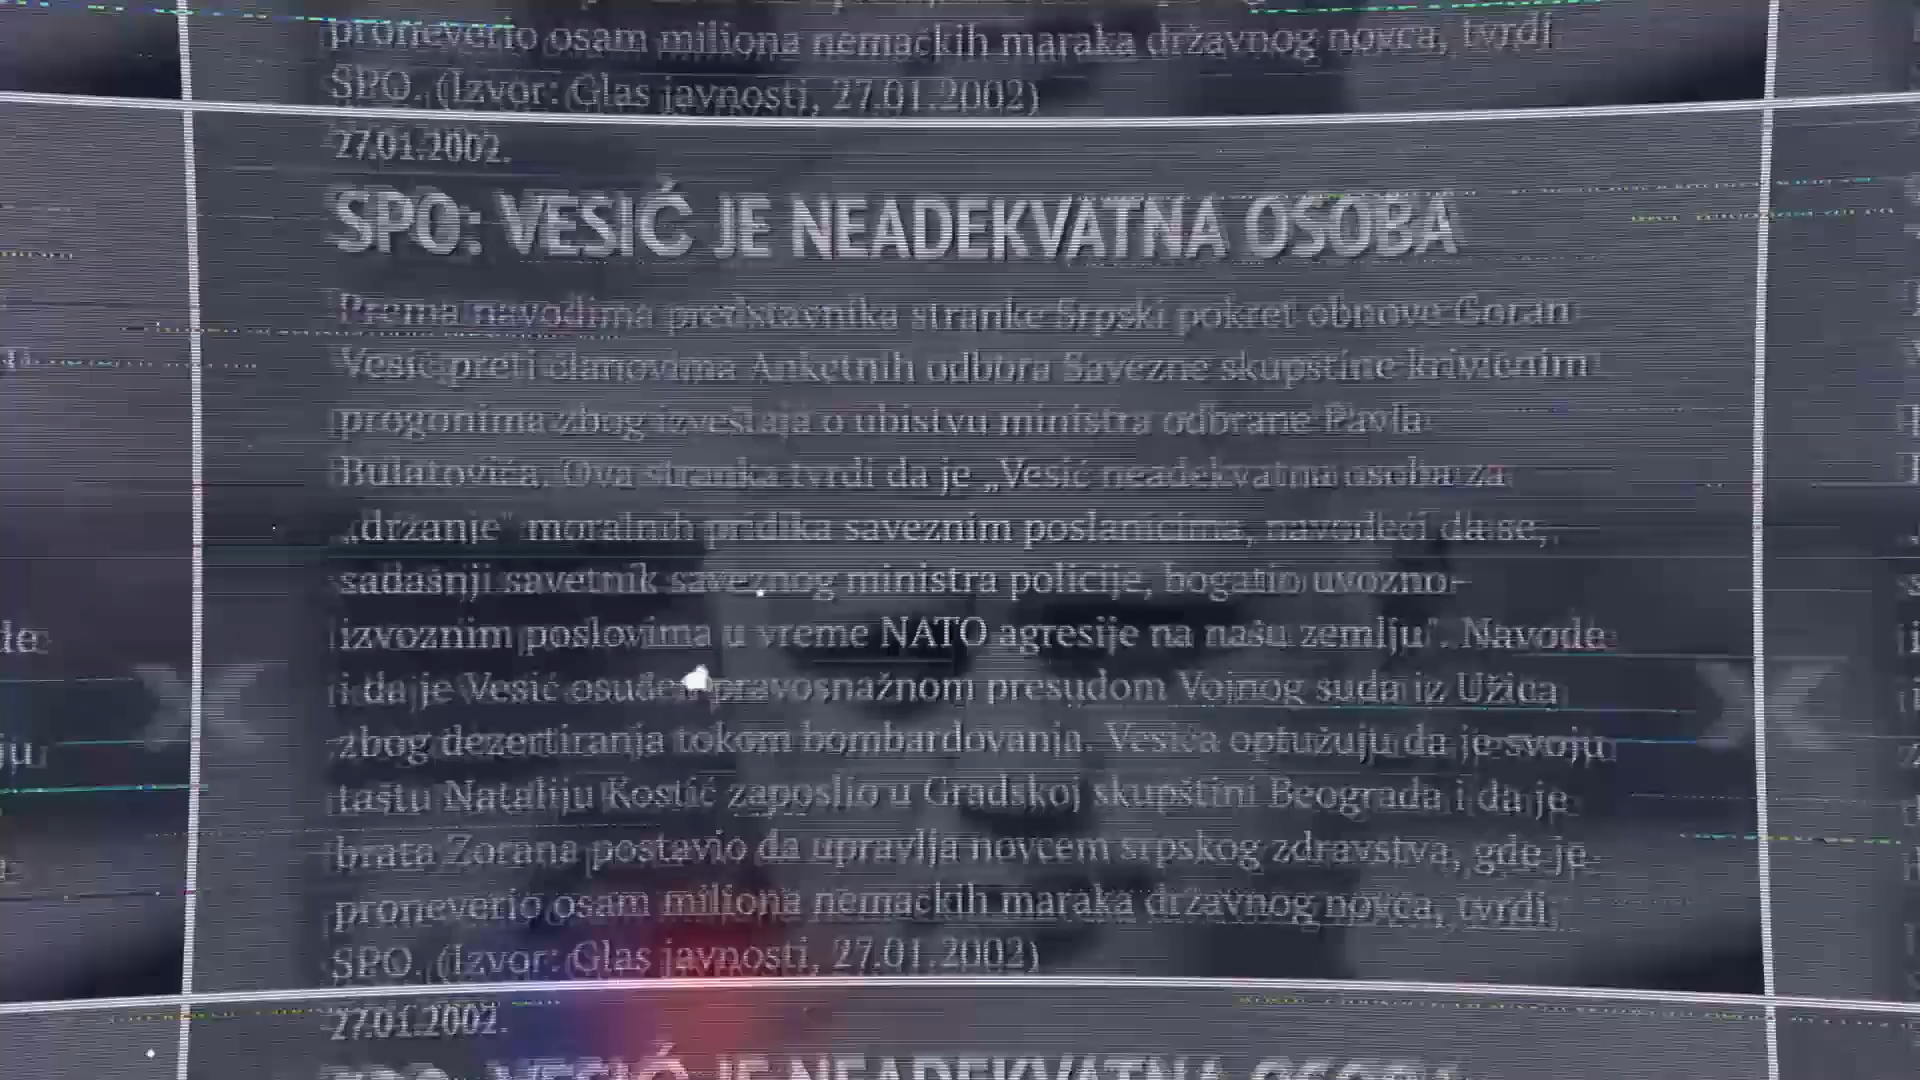 proneverio osam miliona nemačkih maraka državnog novca, tvrdi
SPO. (Izvor: Glas javnosti, 27.01.2002)
27.01.2002.
SPO: VESIĆ JE NEADEKVATNA OSOBA
Prema navodima predstavnika stranke Srpski pokret obnove Goran
Vesić preti članovima Anketnih odbora Savezne skupštine krivičnim
progonima zbog izveštaja o ubistvu ministra odbrane Pavla
Bulatovića. Ova stranka tvrdi da je „Vesić neadekvatna osoba za
„držanje" moralnih pridika saveznim poslanicima, navodeći da se,
sadašnji savetnik saveznog ministra policije, bogatio uvozno-
izvoznim poslovima u vreme NATO agresije na našu zemlju". Navode
i da je Vesić osuđen pravosnažnom presudom Vojnog suda iz Užica
zbog dezertiranja tokom bombardovanja. Vesića optužuju da je svoju
taštu Nataliju Kostić zaposlio u Gradskoj skupštini Beograda i da je
brata Zorana postavio da upravlja novcem srpskog zdravstva, gde je
proneverio osam miliona nemačkih maraka državnog novca, tvrdi
SPO. (Izvor: Glas javnosti, 27.01.2002)
27.01.2002.
SPO: VESIĆ JE NEADEKVATNA OSOBA